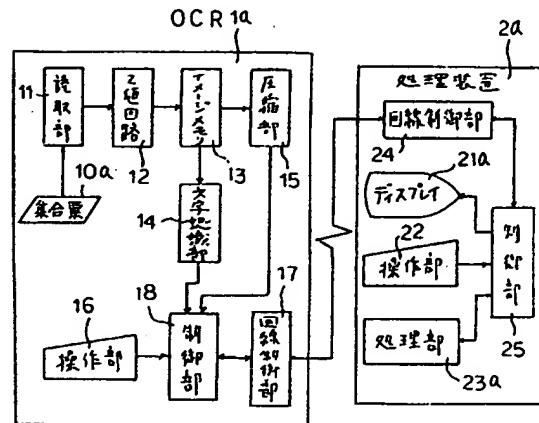 OCR 1a
2a
11
読取部
2値回路
12
イメージメモリ
13
圧縮部
15
10a
集合票
14
文字認識部
16
操作部
18
制御部
17
回線制御部
処理装置
回線制御部
24
21a
ディスプレイ
22
操作部
制御部
25
処理部
23a